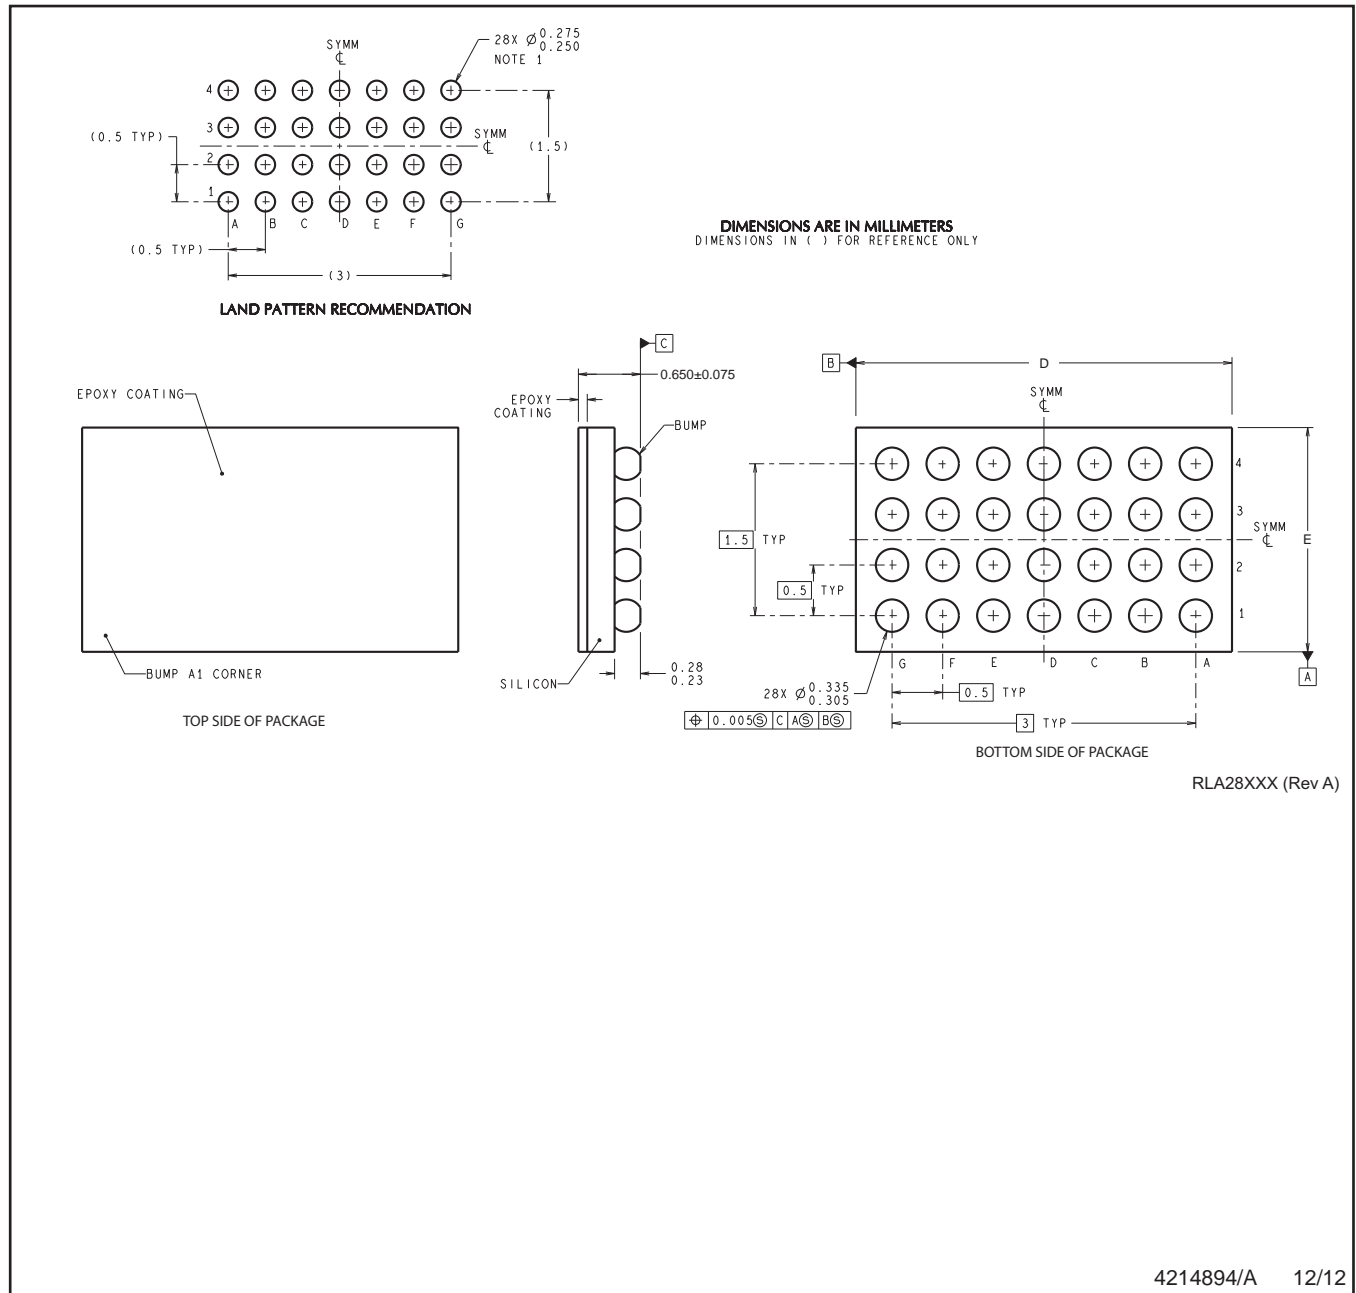 SYMM
℄
28X Ø 0.275
0.250
NOTE 1
4
3
SYMM
℄
(0.5 TYP)
(1.5)
2
1
A B C D E F G
(0.5 TYP)
(3)
LAND PATTERN RECOMMENDATION
DIMENSIONS ARE IN MILLIMETERS
DIMENSIONS IN ( ) FOR REFERENCE ONLY
EPOXY COATING
BUMP A1 CORNER
TOP SIDE OF PACKAGE
C
0.650±0.075
EPOXY
COATING
BUMP
SILICON
0.28
0.23
B
D
SYMM
℄
4
3
SYMM
℄
E
1.5 TYP
2
0.5 TYP
1
G F E D C B A
A
28X Ø 0.335
0.305
0.5 TYP
⌖ 0.005Ⓢ C AⓈ BⓈ
3 TYP
BOTTOM SIDE OF PACKAGE
RLA28XXX (Rev A)
4214894/A 12/12